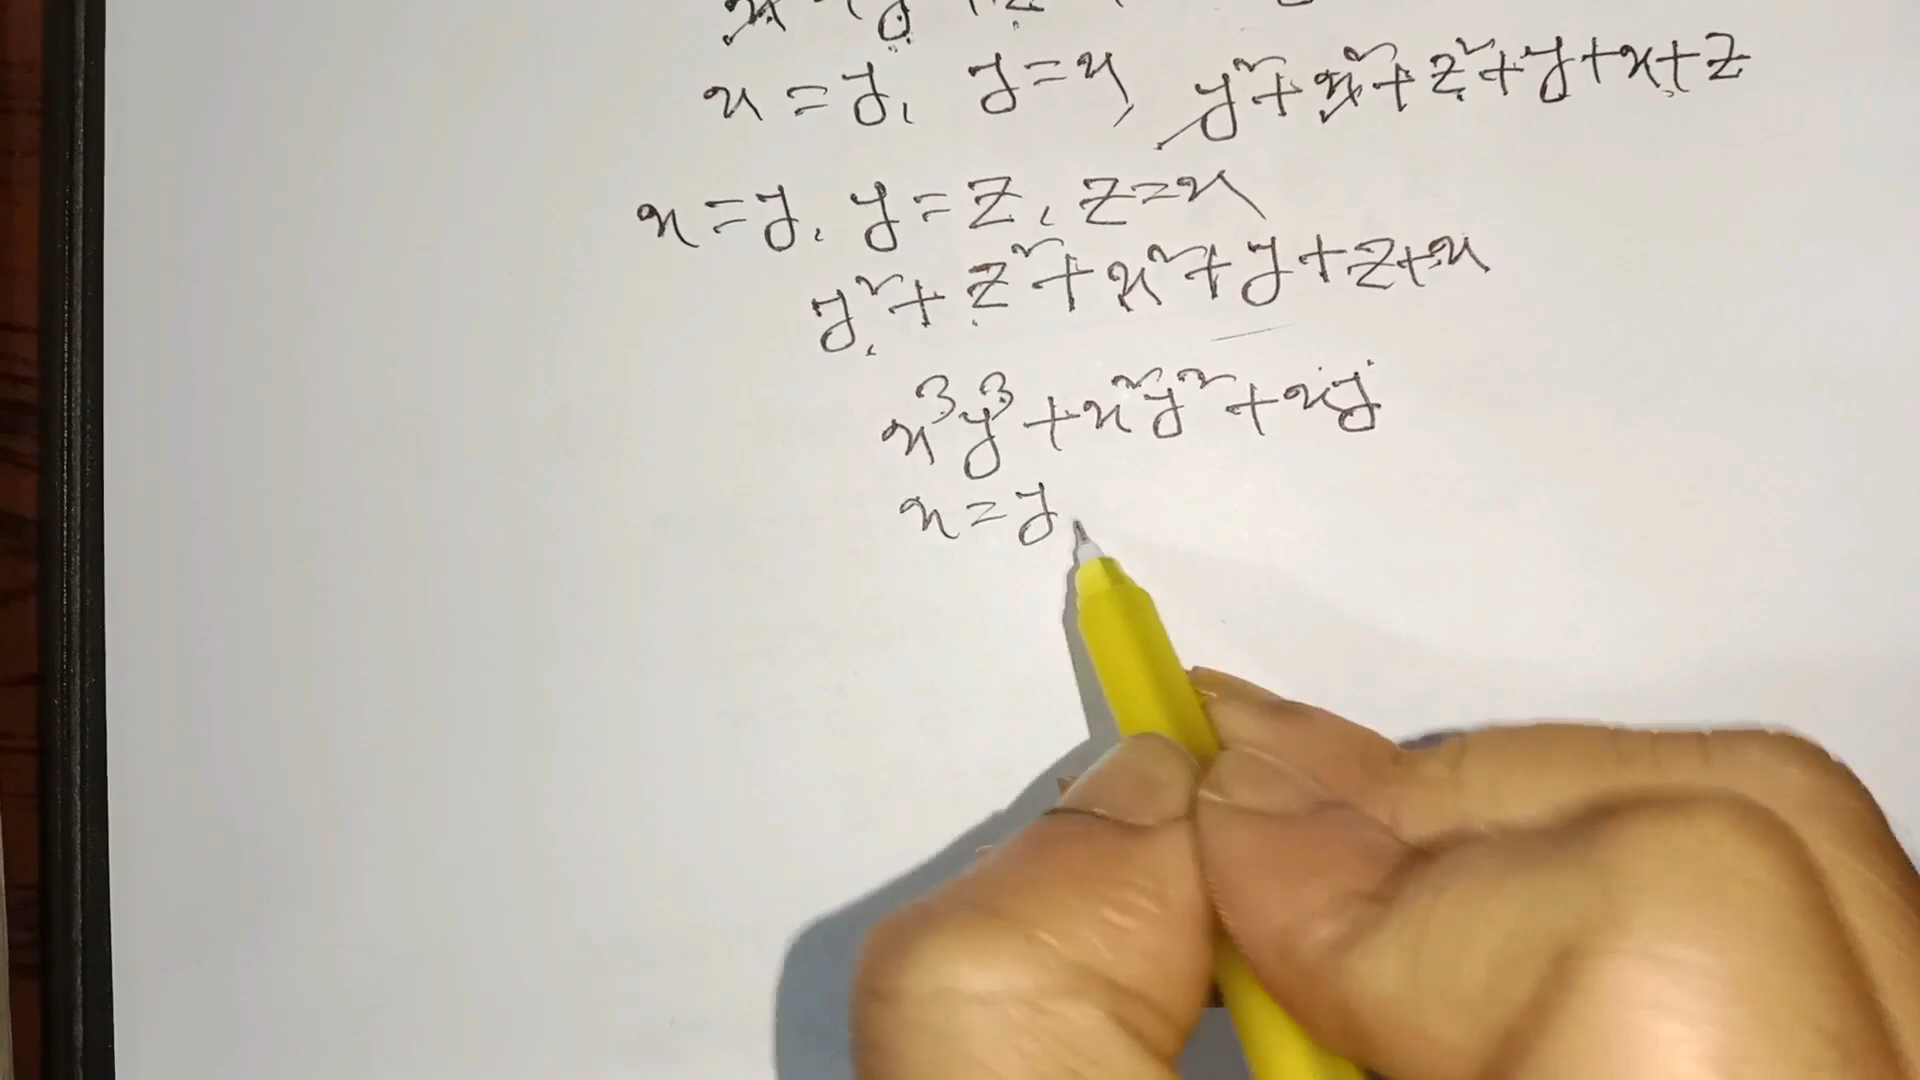 x = y, y = x, y² + x² + z² + y + x + z
x = y, y = z, z = x
y² + z² + x² + y + z + x
x³y³ + x²y² + xy
x = y